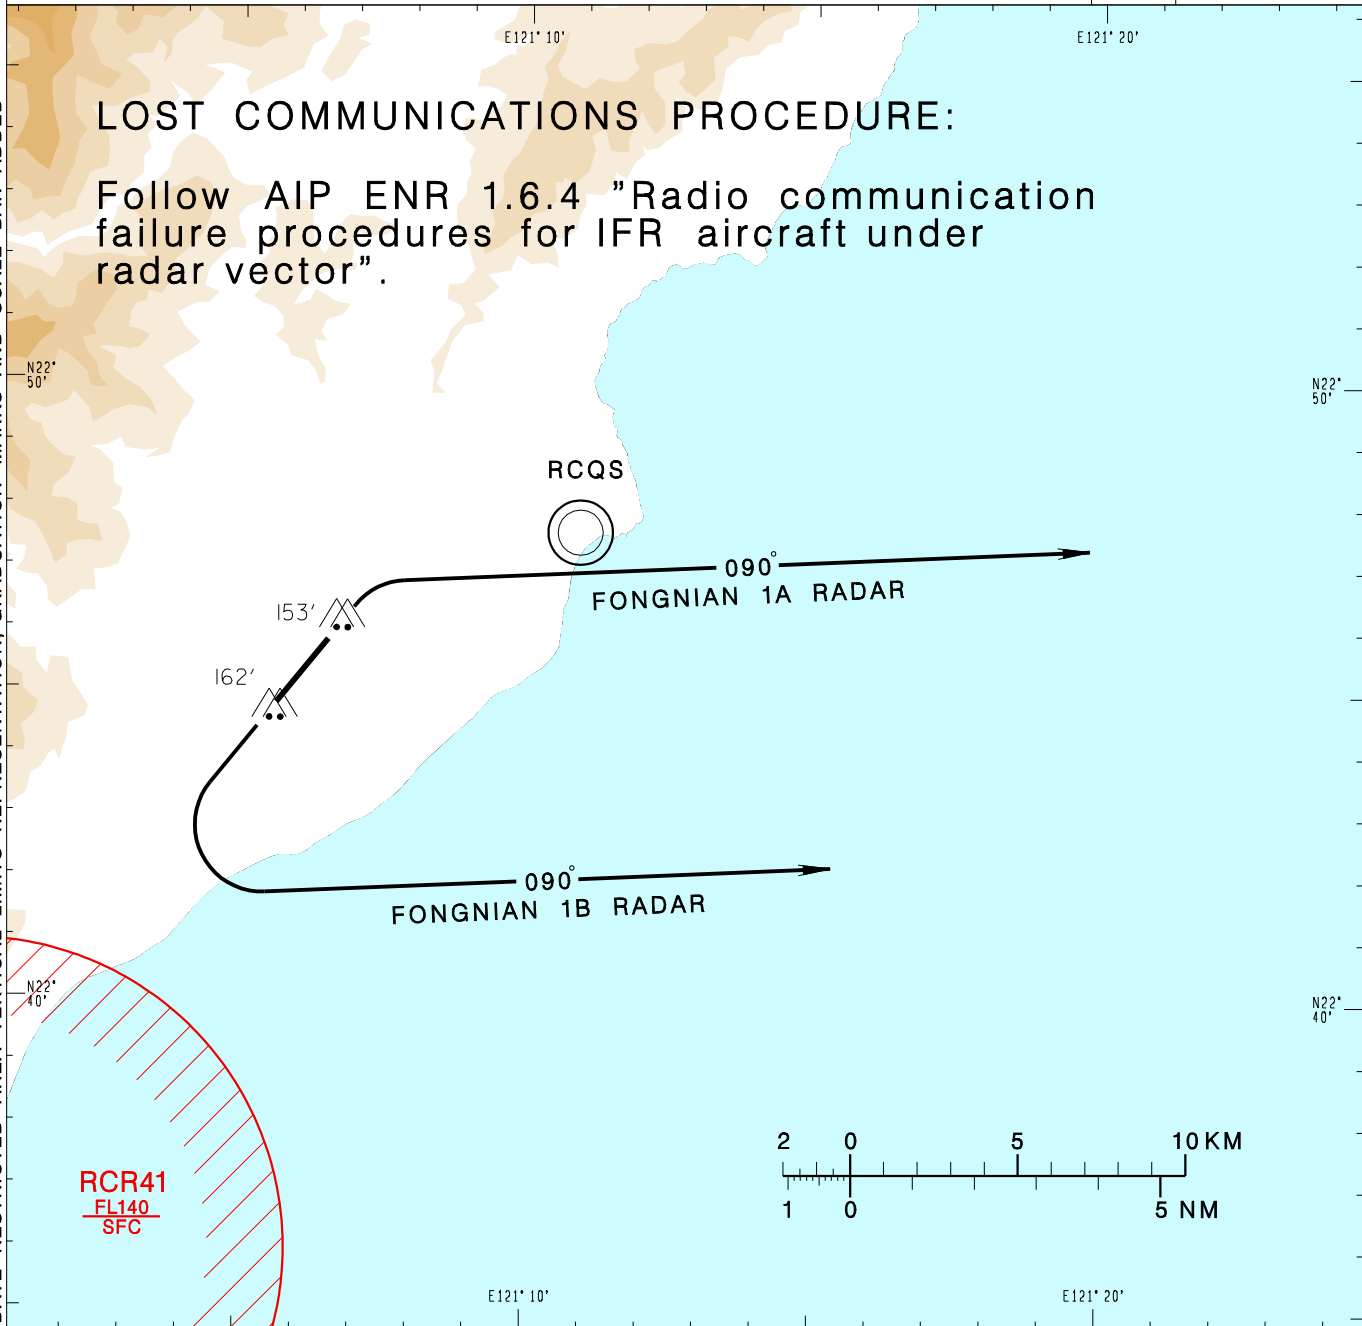 E121° 10'
E121° 20'
LOST COMMUNICATIONS PROCEDURE:
Follow AIP ENR 1.6.4 "Radio communication
failure procedures for IFR aircraft under
radar vector".
N22°
50'
N22°
50'
RCQS
090°
FONGNIAN 1A RADAR
153'
162'
090°
FONGNIAN 1B RADAR
N22°
40'
N22°
40'
RCR41
FL140
SFC
2 0 5 10 KM
1 0 5 NM
E121° 10'
E121° 20'